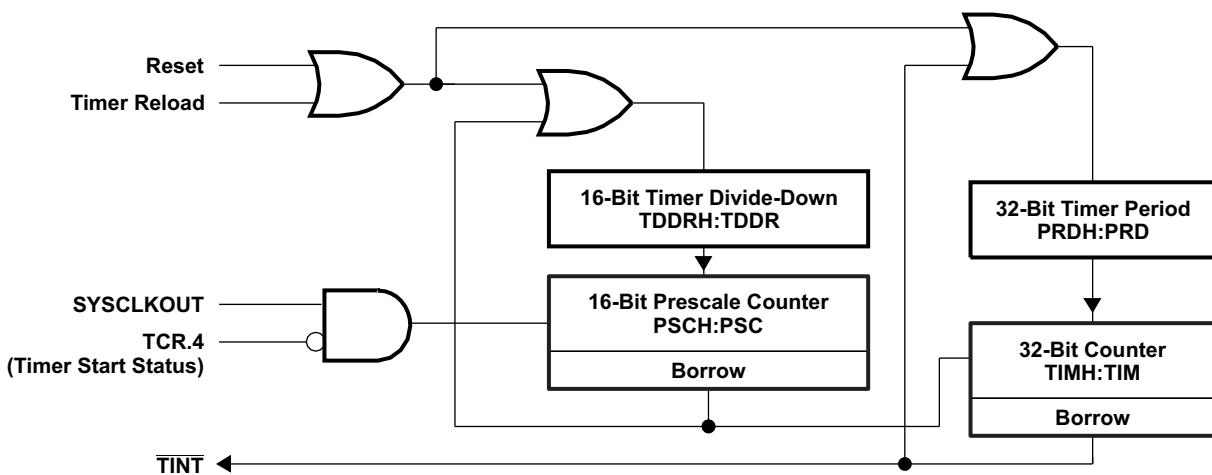 Reset
Timer Reload
16-Bit Timer Divide-Down
TDDRH:TDDR
32-Bit Timer Period
PRDH:PRD
SYSCLKOUT
TCR.4
(Timer Start Status)
16-Bit Prescale Counter
PSCH:PSC
Borrow
32-Bit Counter
TIMH:TIM
Borrow
TINT